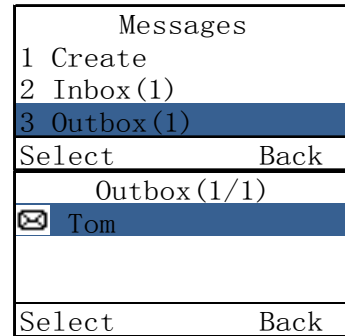 Messages
1 Create
2 Inbox(1)
3 Outbox(1)
Select Back
Outbox(1/1)
Tom
Select Back